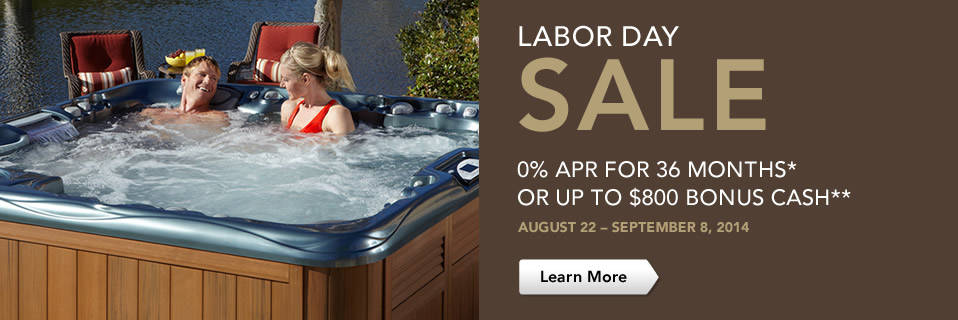 LABOR DAY
SALE
0% APR FOR 36 MONTHS*
OR UP TO $800 BONUS CASH**
AUGUST 22 – SEPTEMBER 8, 2014
Learn More